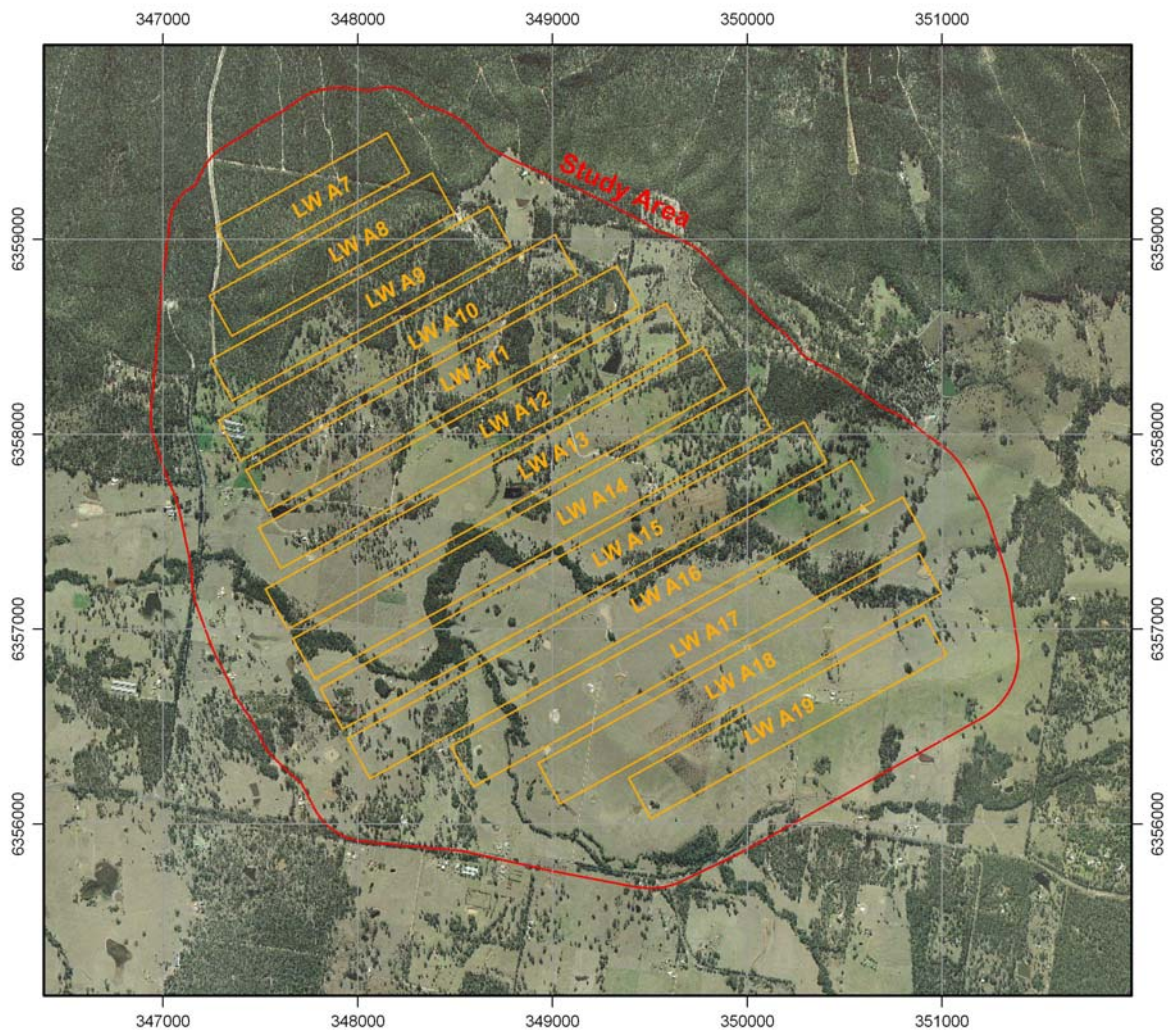 347000 348000 349000 350000 351000
Study Area
LW A7
LW A8
6359000 6359000
LW A9
LW A10
LW A11
LW A12
6358000 6358000
LW A13
LW A14
LW A15
LW A16
6357000 6357000
LW A17
LW A18
LW A19
6356000 6356000
347000 348000 349000 350000 351000